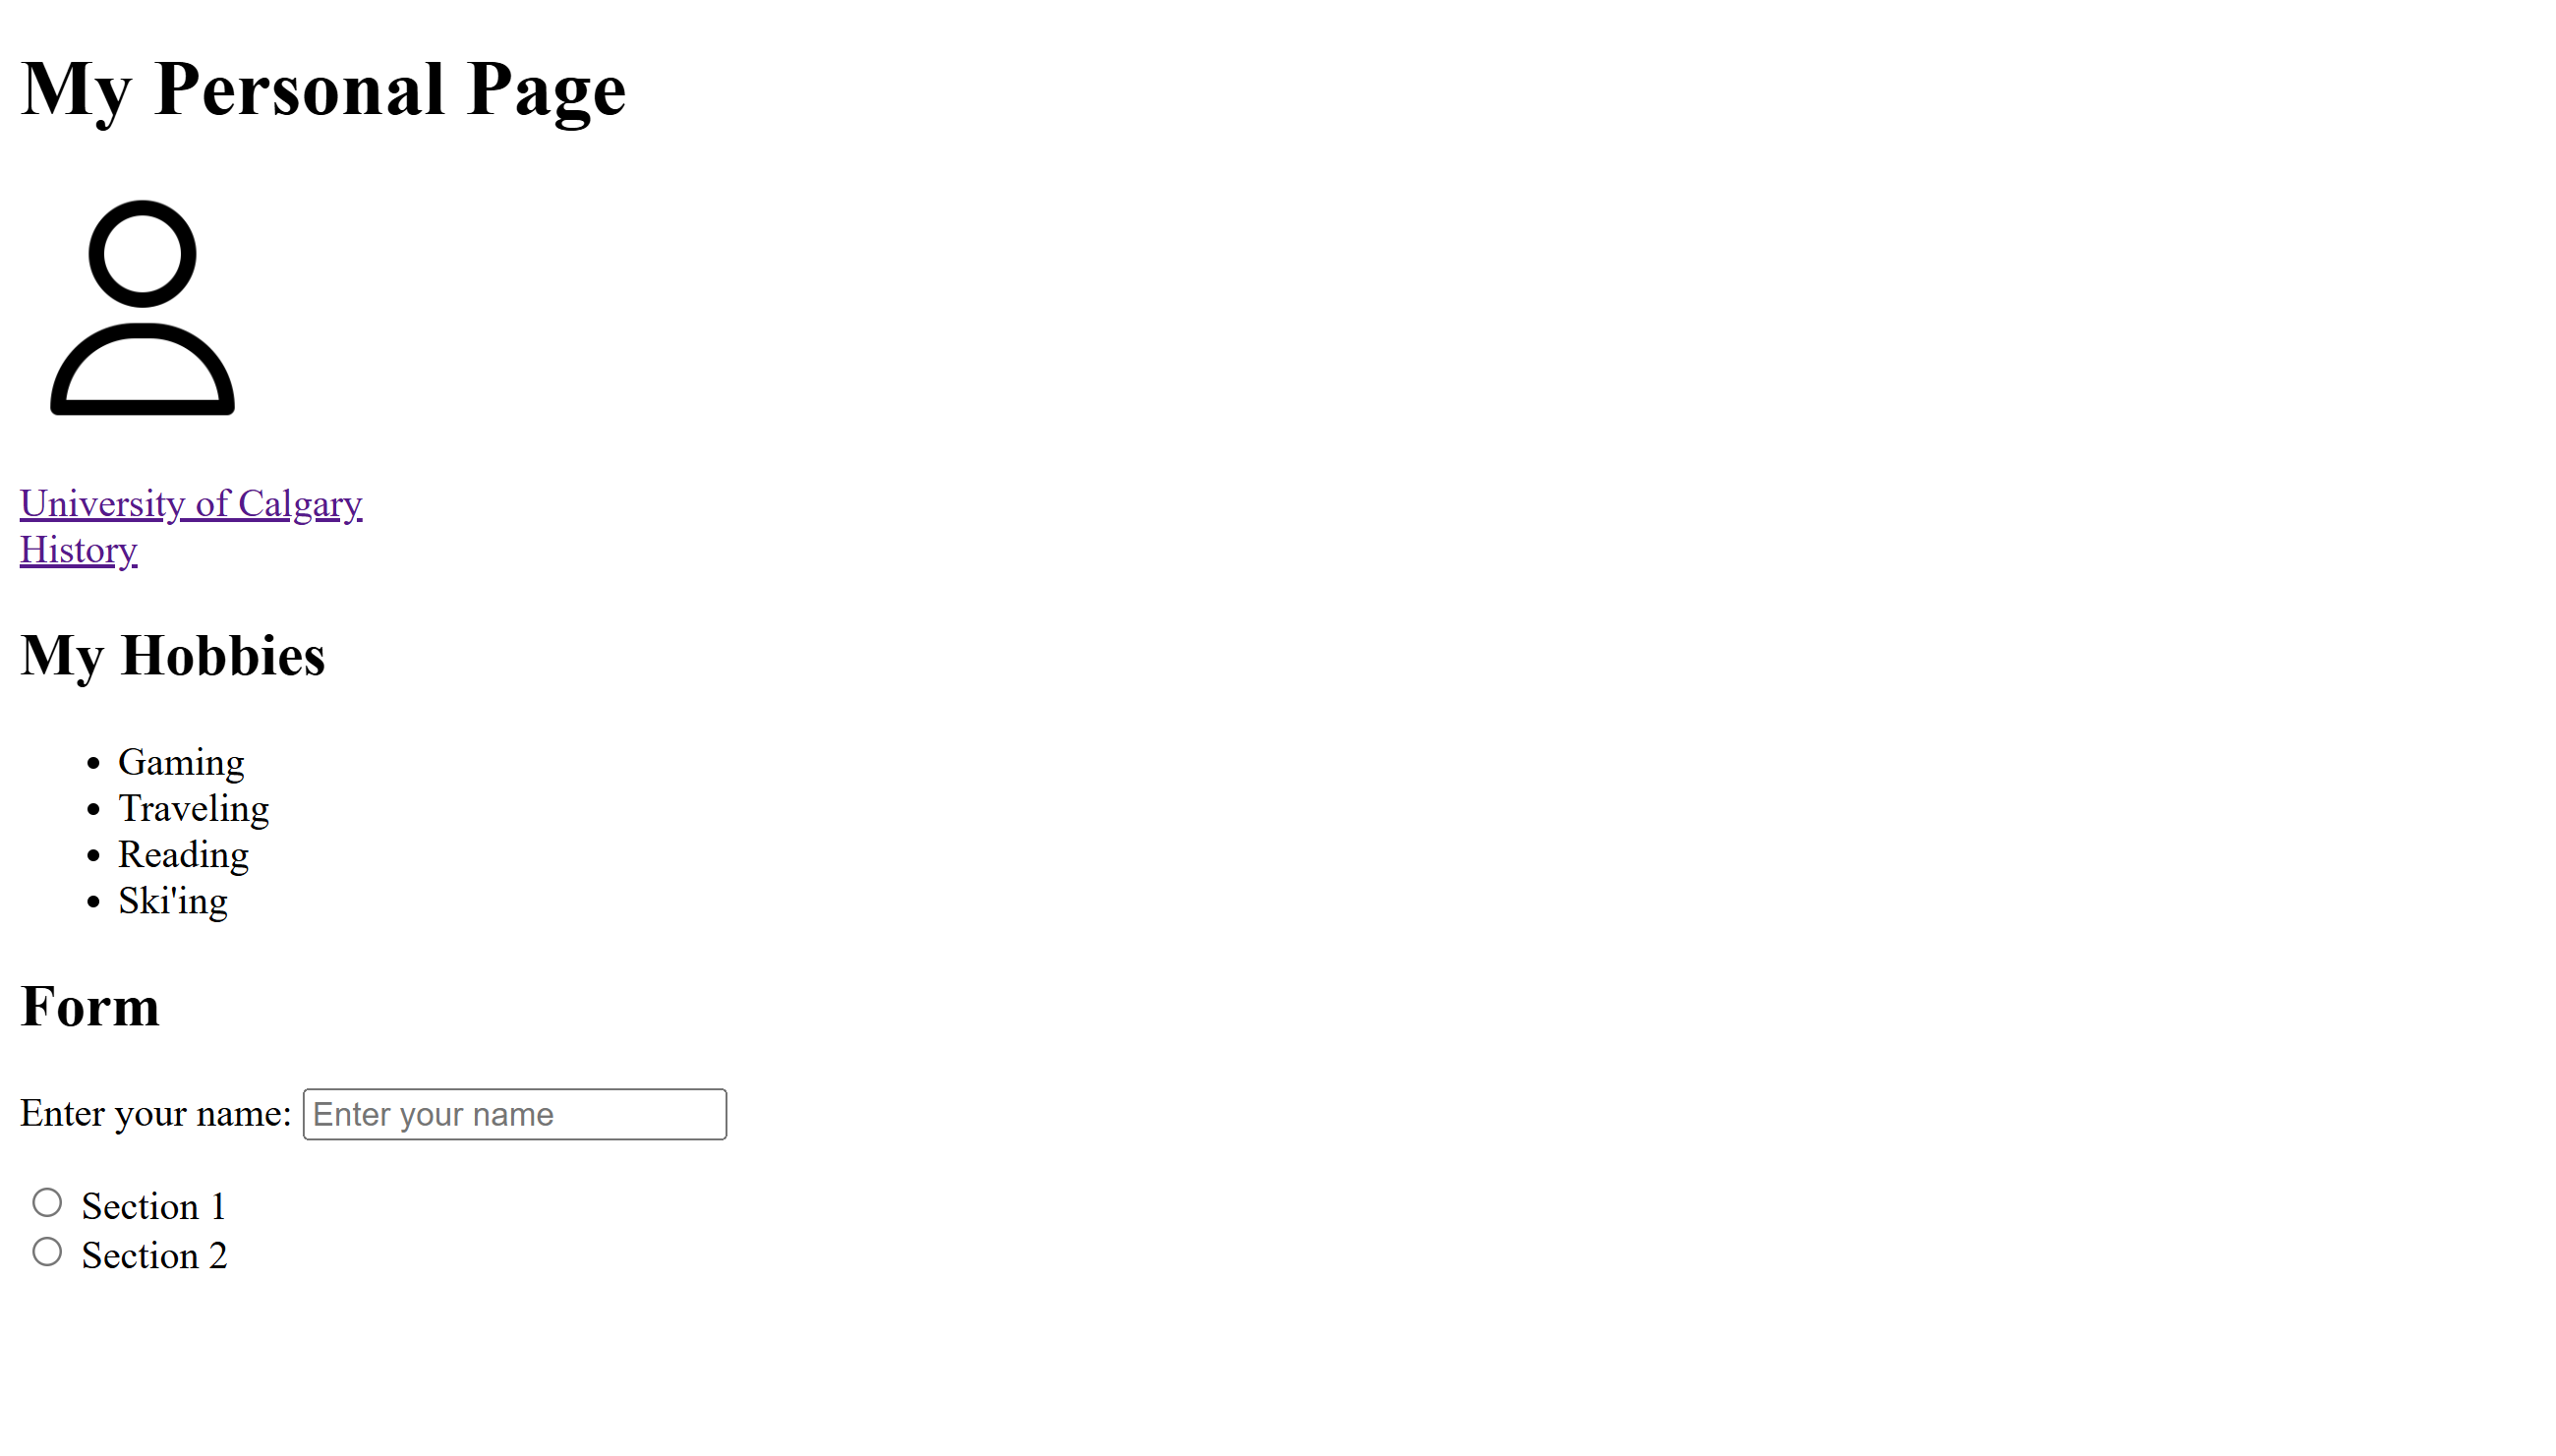 My Personal Page
University of Calgary
History
My Hobbies
Gaming
Traveling
Reading
Ski'ing
Form
Enter your name: Enter your name
Section 1
Section 2